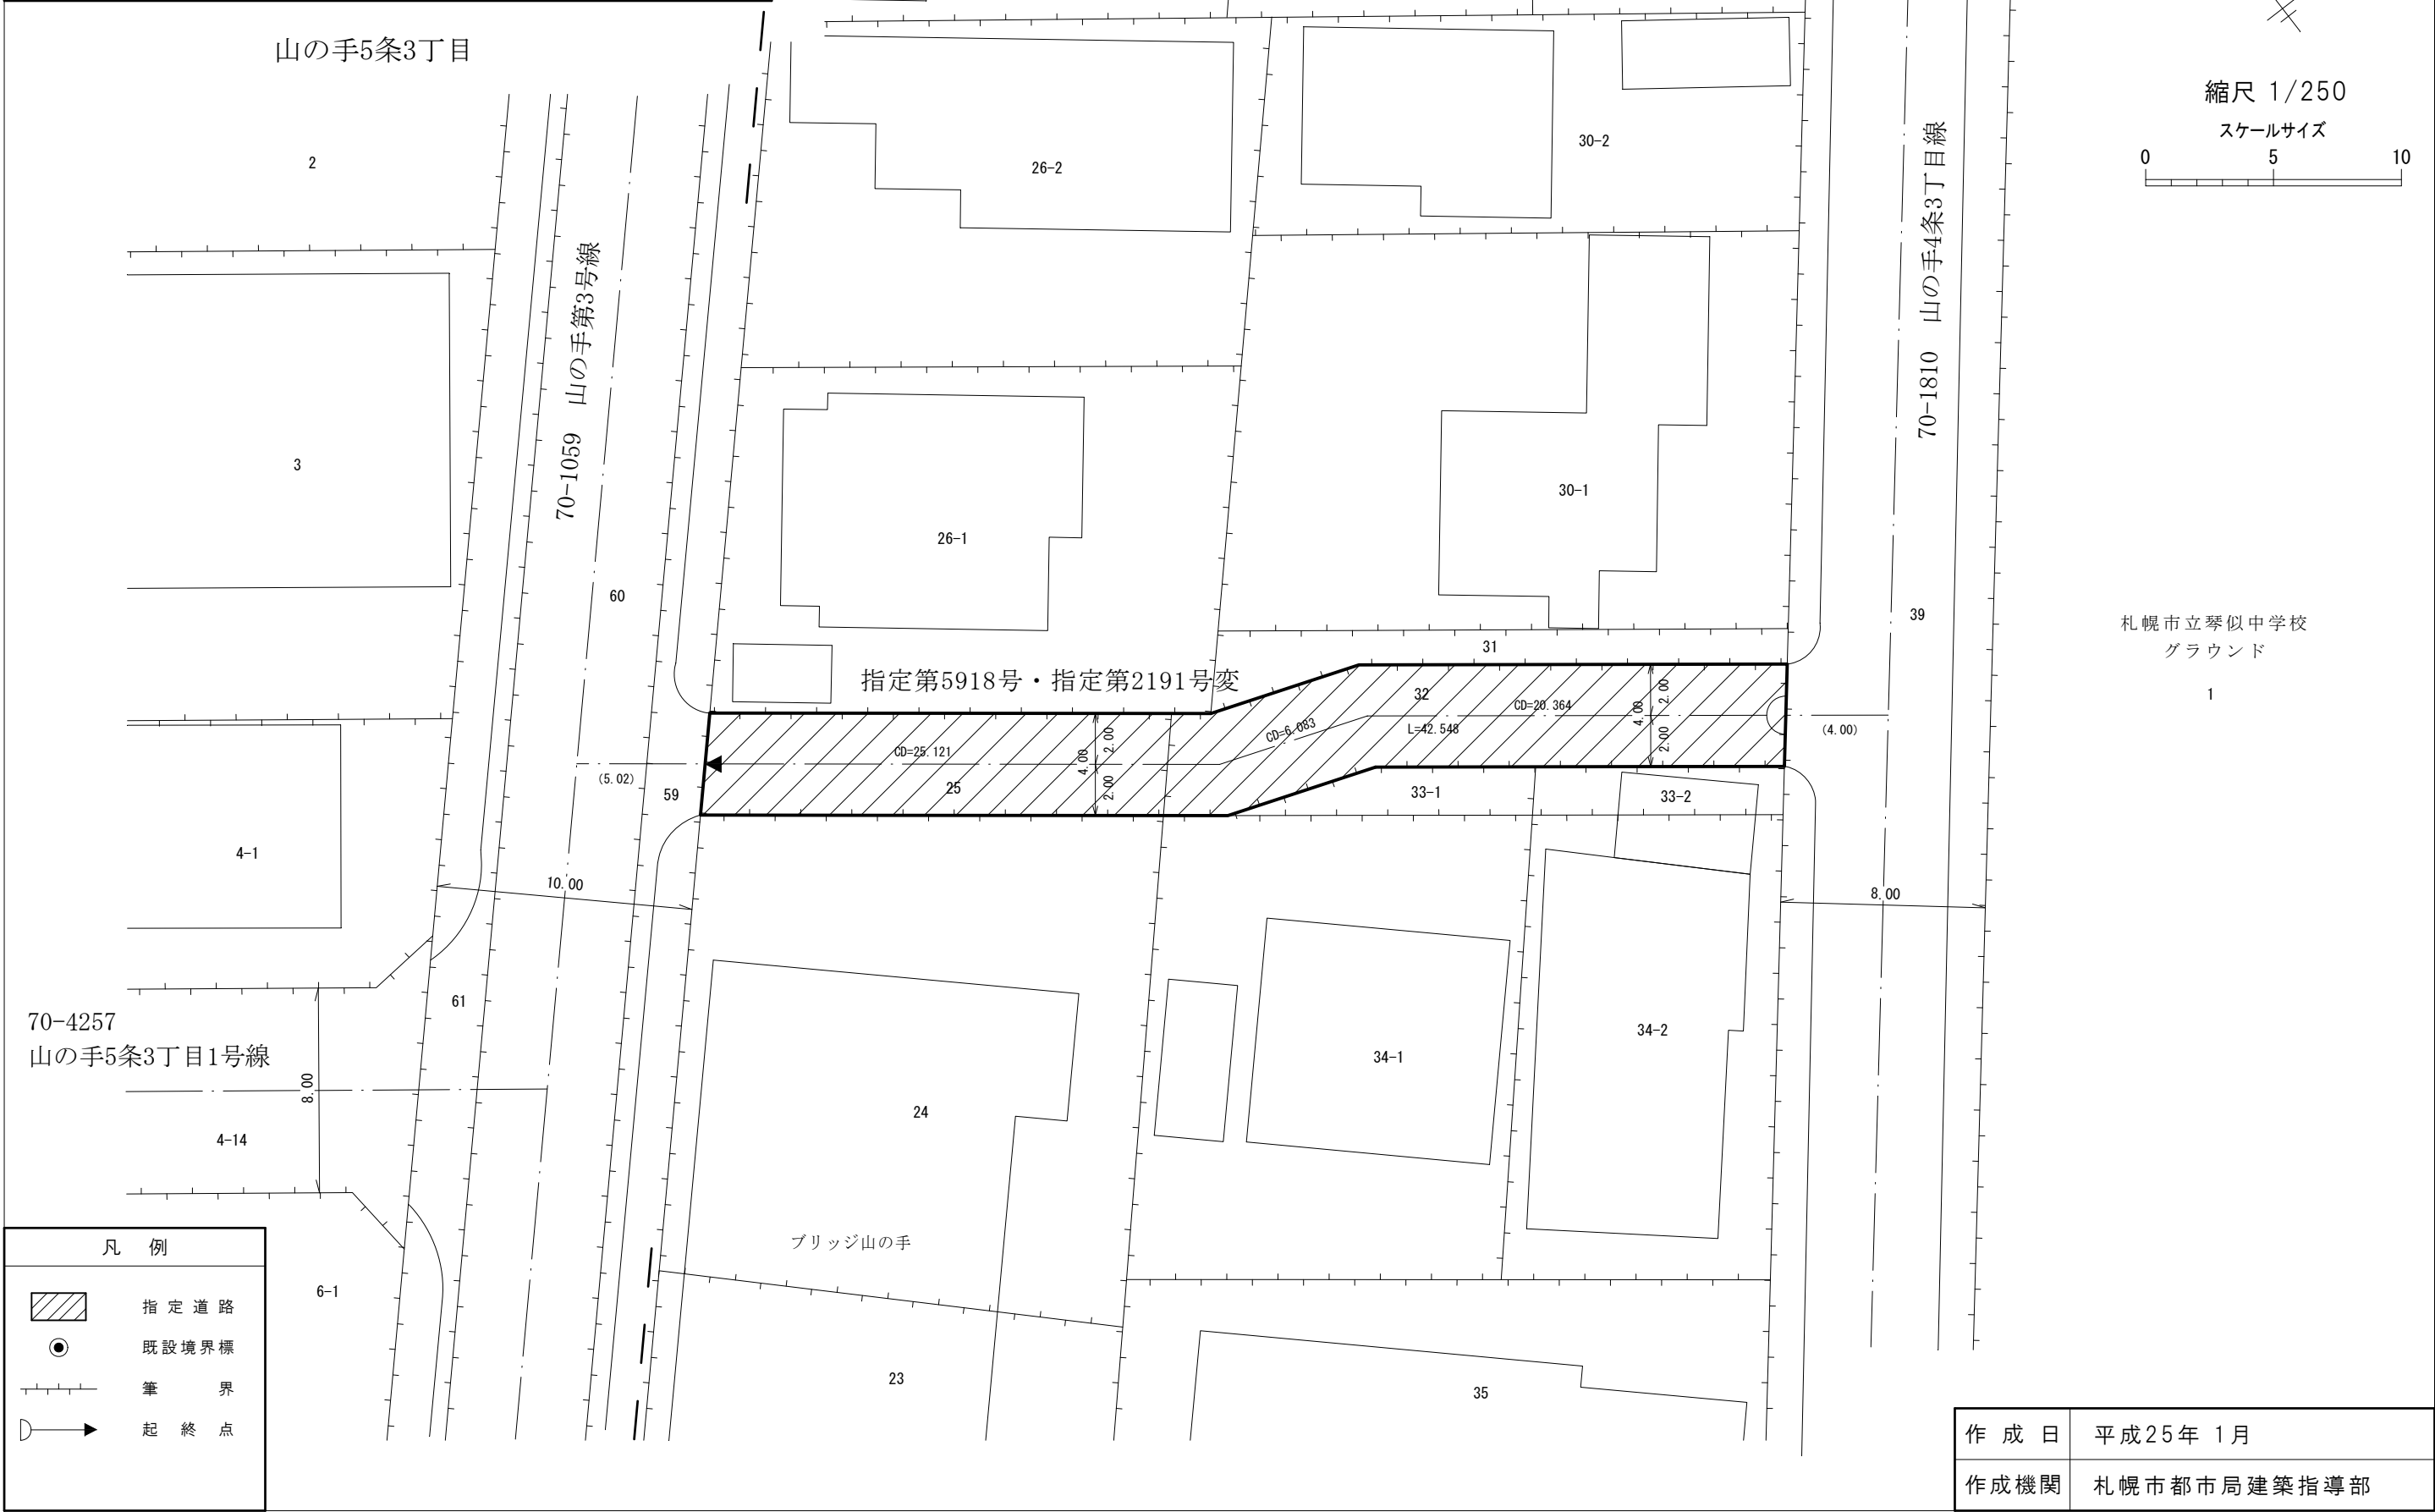 山の手5条3丁目
縮尺 1/250
スケールサイズ
0 5 10
2
26-2
30-2
70-1059 山の手第3号線
70-1810 山の手4条3丁目線
3
26-1
30-1
60
39
札幌市立琴似中学校
グラウンド
1
31
指定第5918号・指定第2191号変
32
CD=20.364
4.00
2.00
2.00
CD=6.083
L=42.548
(4.00)
CD=25.121
4.00
2.00
2.00
(5.02)
59
25
33-1
33-2
4-1
10.00
8.00
61
70-4257
山の手5条3丁目1号線
8.00
34-2
34-1
24
4-14
ブリッジ山の手
6-1
23
35
凡 例
指定道路
既設境界標
筆 界
起終点
作成日 平成25年 1月
作成機関 札幌市都市局建築指導部